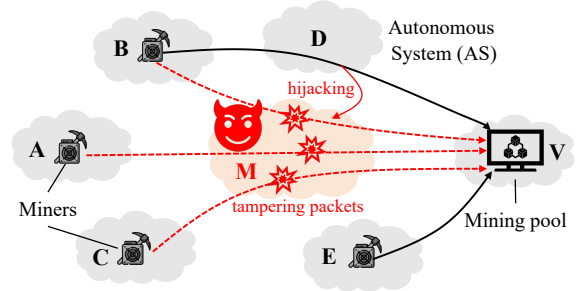 B
D
Autonomous
System (AS)
hijacking
A
M
V
Miners
tampering packets
Mining pool
C
E